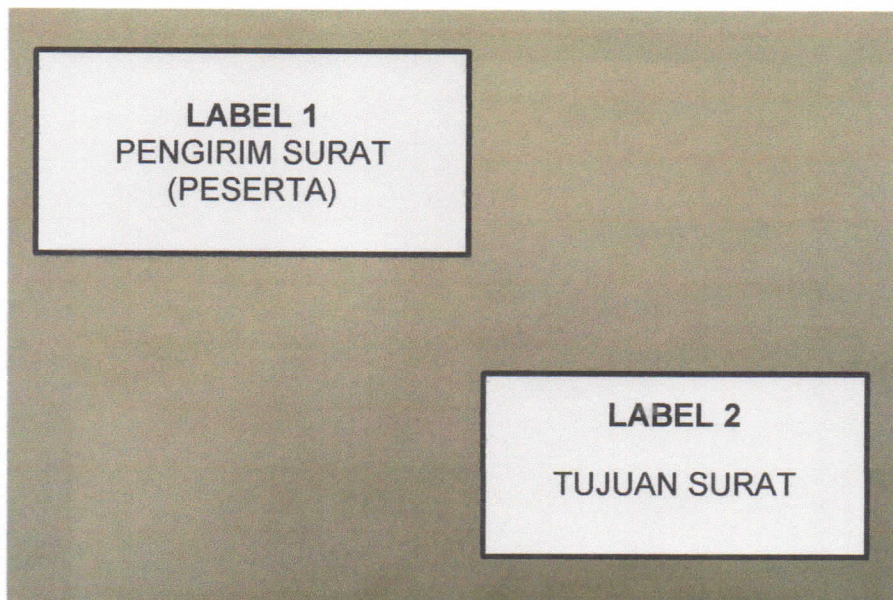 LABEL 1
PENGIRIM SURAT
(PESERTA)
LABEL 2
TUJUAN SURAT